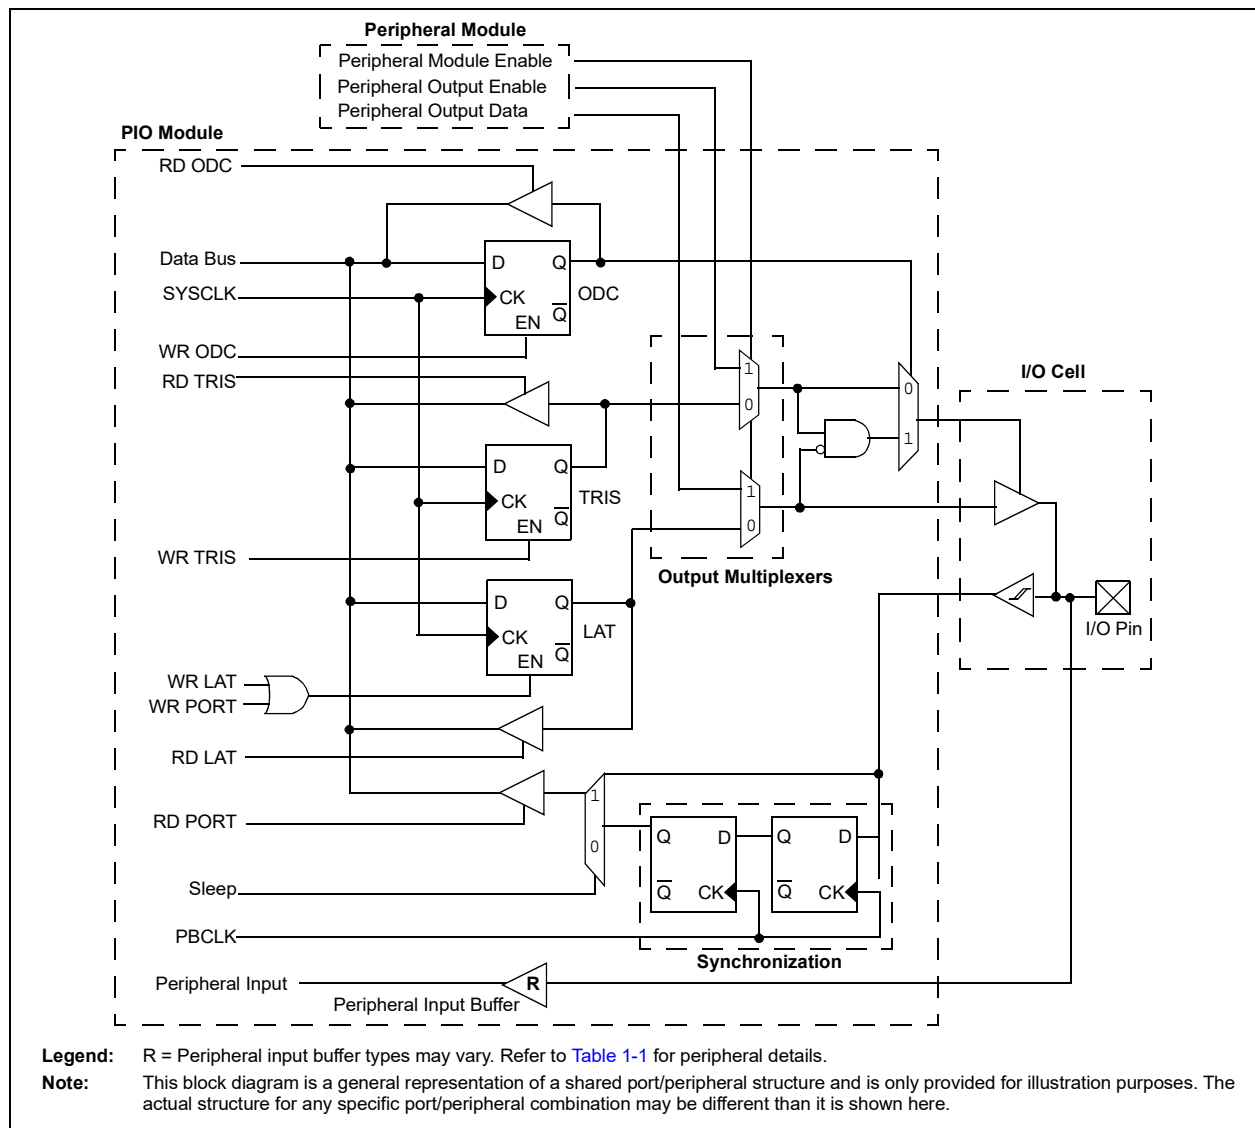 Peripheral Module
Peripheral Module Enable
Peripheral Output Enable
Peripheral Output Data
PIO Module
RD ODC
Data Bus
D
Q
SYSCLK
CK
ODC
EN
Q̅
WR ODC
RD TRIS
1
0
I/O Cell
0
1
D
Q
CK
TRIS
EN
Q̅
1
0
WR TRIS
Output Multiplexers
D
Q
CK
LAT
EN
Q̅
I/O Pin
WR LAT
WR PORT
RD LAT
1
0
RD PORT
Q
D
Q
D
Q̅
CK
Q̅
CK
Sleep
PBCLK
Synchronization
Peripheral Input
R
Peripheral Input Buffer
Legend: R = Peripheral input buffer types may vary. Refer to Table 1-1 for peripheral details.
Note: This block diagram is a general representation of a shared port/peripheral structure and is only provided for illustration purposes. The
actual structure for any specific port/peripheral combination may be different than it is shown here.